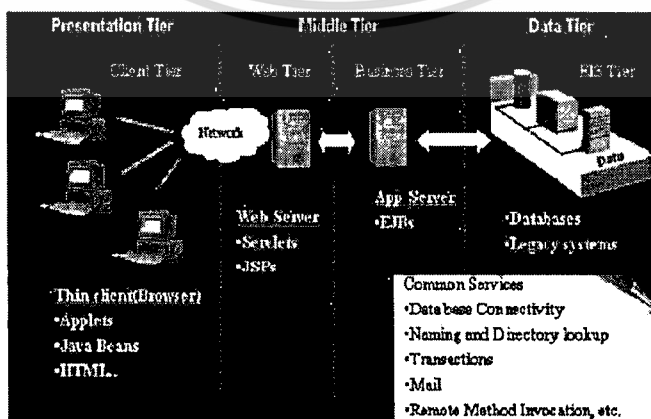 Presentation Tier
Middle Tier
Data Tier
Client Tier
Web Tier
Business Tier
EIS Tier
Network
Data
Web Server
•Servlets
•JSPs
App Server
•EJBs
•Databases
•Legacy systems
Thin client(Browser)
•Applets
•Java Beans
•HTML..
Common Services
•Database Connectivity
•Naming and Directory lookup
•Transactions
•Mail
•Remote Method Invocation, etc.